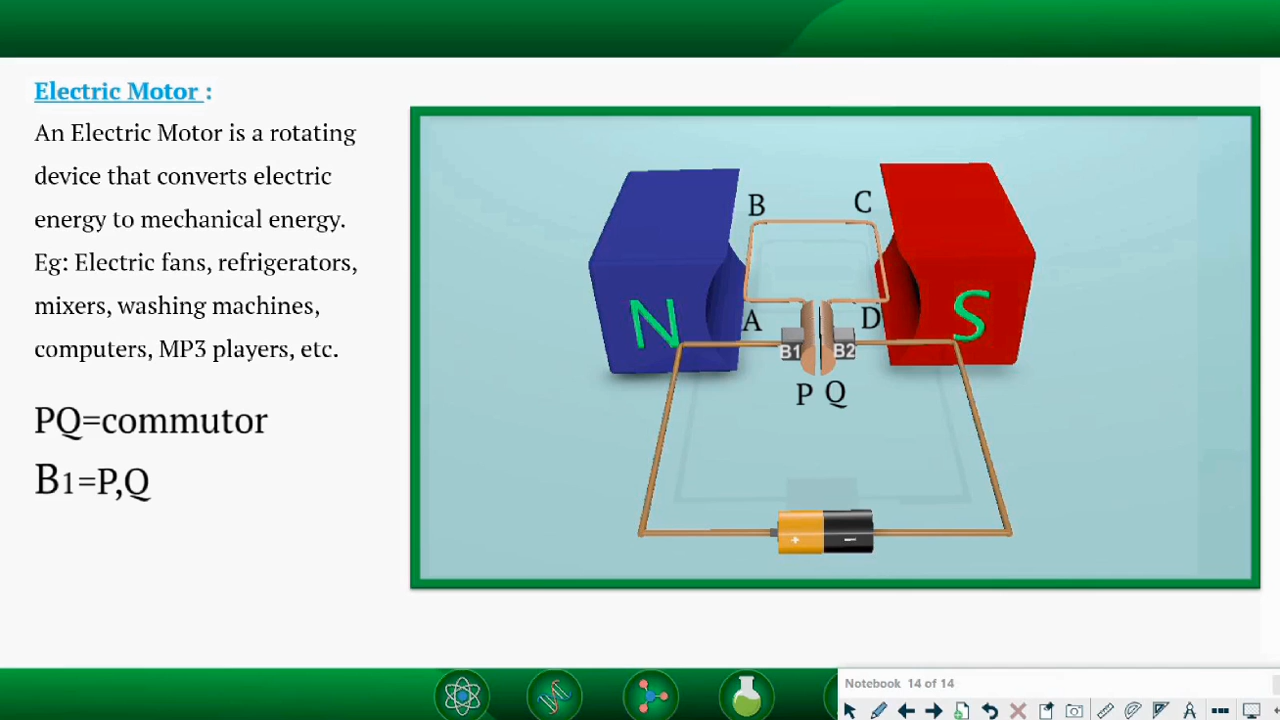 Electric Motor :
An Electric Motor is a rotating
device that converts electric
energy to mechanical energy.
Eg: Electric fans, refrigerators,
mixers, washing machines,
computers, MP3 players, etc.
PQ=commutor
B1=P,Q
B C
N S
A D
B1 B2
P Q
+ −
Notebook 14 of 14